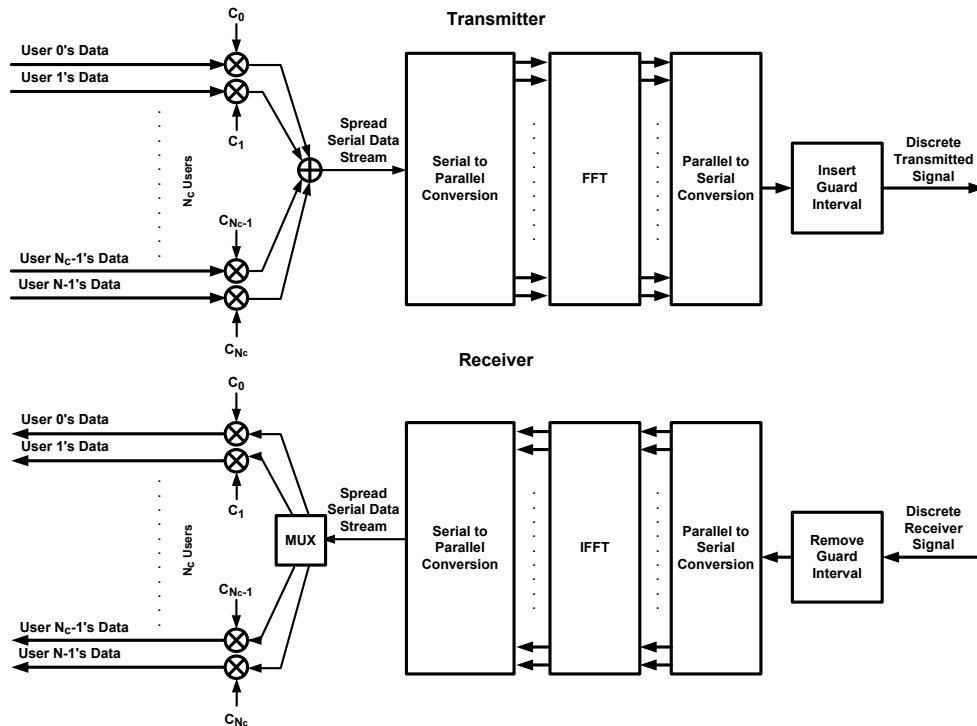 Transmitter
C0
User 0's Data
User 1's Data
C1
NC Users
CNc-1
User NC-1's Data
User N-1's Data
CNc
Spread
Serial Data
Stream
Serial to
Parallel
Conversion
FFT
Parallel to
Serial
Conversion
Insert
Guard
Interval
Discrete
Transmitted
Signal
Receiver
C0
User 0's Data
User 1's Data
C1
NC Users
CNc-1
User NC-1's Data
User N-1's Data
CNc
MUX
Spread
Serial Data
Stream
Serial to
Parallel
Conversion
IFFT
Parallel to
Serial
Conversion
Remove
Guard
Interval
Discrete
Receiver
Signal